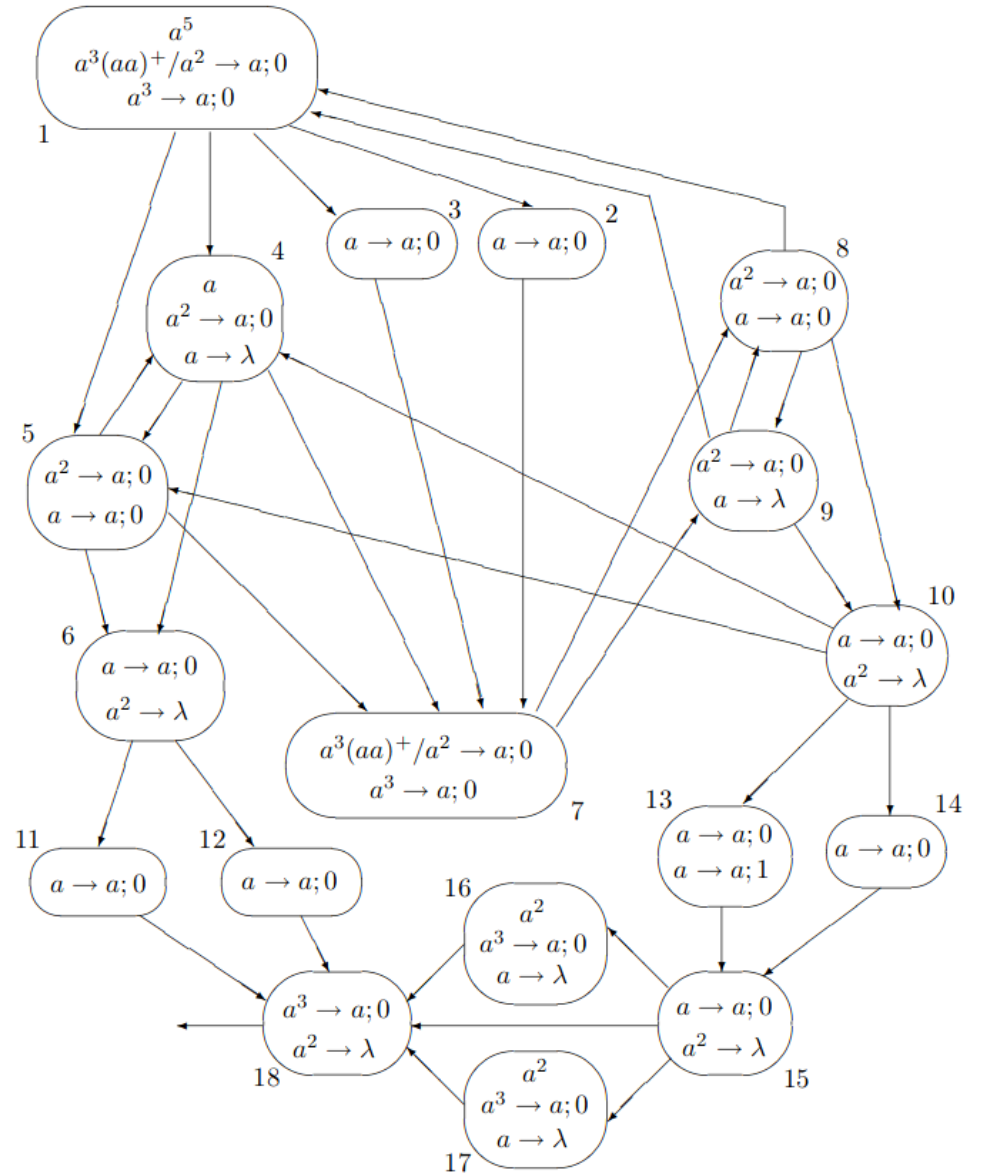 a^5
a^3(aa)^+/a^2 → a; 0
a^3 → a; 0
1
3
a → a; 0
2
a → a; 0
4
a
a^2 → a; 0
a → λ
8
a^2 → a; 0
a → a; 0
5
a^2 → a; 0
a → a; 0
a^2 → a; 0
a → λ
9
6
a → a; 0
a^2 → λ
10
a → a; 0
a^2 → λ
a^3(aa)^+/a^2 → a; 0
a^3 → a; 0
7
13
a → a; 0
a → a; 1
14
a → a; 0
11
a → a; 0
12
a → a; 0
16
a^2
a^3 → a; 0
a → λ
a^3 → a; 0
a^2 → λ
18
a → a; 0
a^2 → λ
15
a^2
a^3 → a; 0
a → λ
17